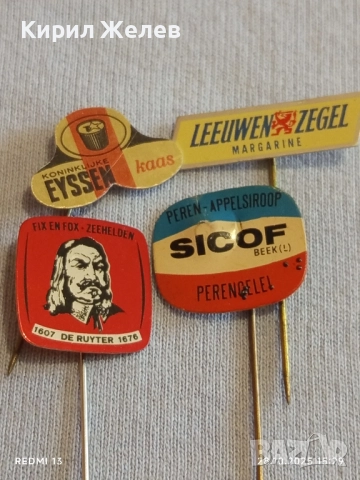 Кирил Желев
KONINKLIJKE
EYSSEN
kaas
LEEUWEN ZEGEL
MARGARINE
FIX EN FOX - ZEEHELDEN
1607 DE RUYTER 1676
PEREN-APPELSIROOP
SICOF
BEEK (L)
PERENGELEI
REDMI 13
BAZAR